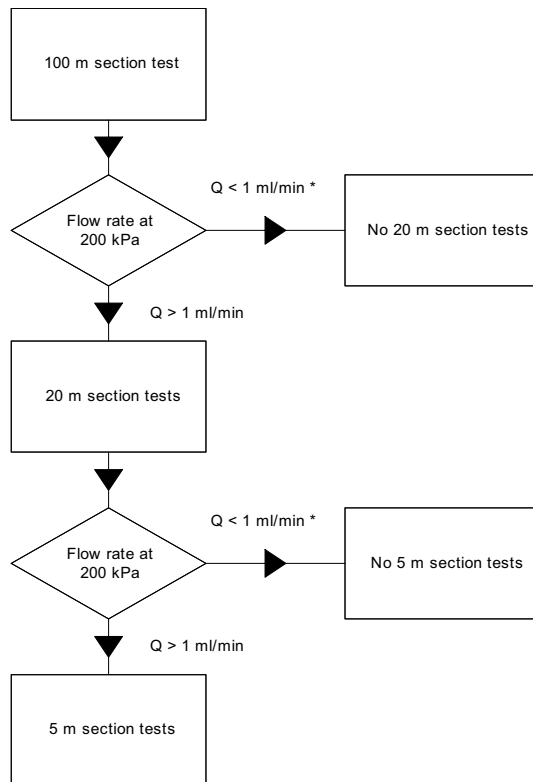 100 m section test
Q < 1 ml/min *
Flow rate at
200 kPa
No 20 m section tests
Q > 1 ml/min
20 m section tests
Q < 1 ml/min *
Flow rate at
200 kPa
No 5 m section tests
Q > 1 ml/min
5 m section tests